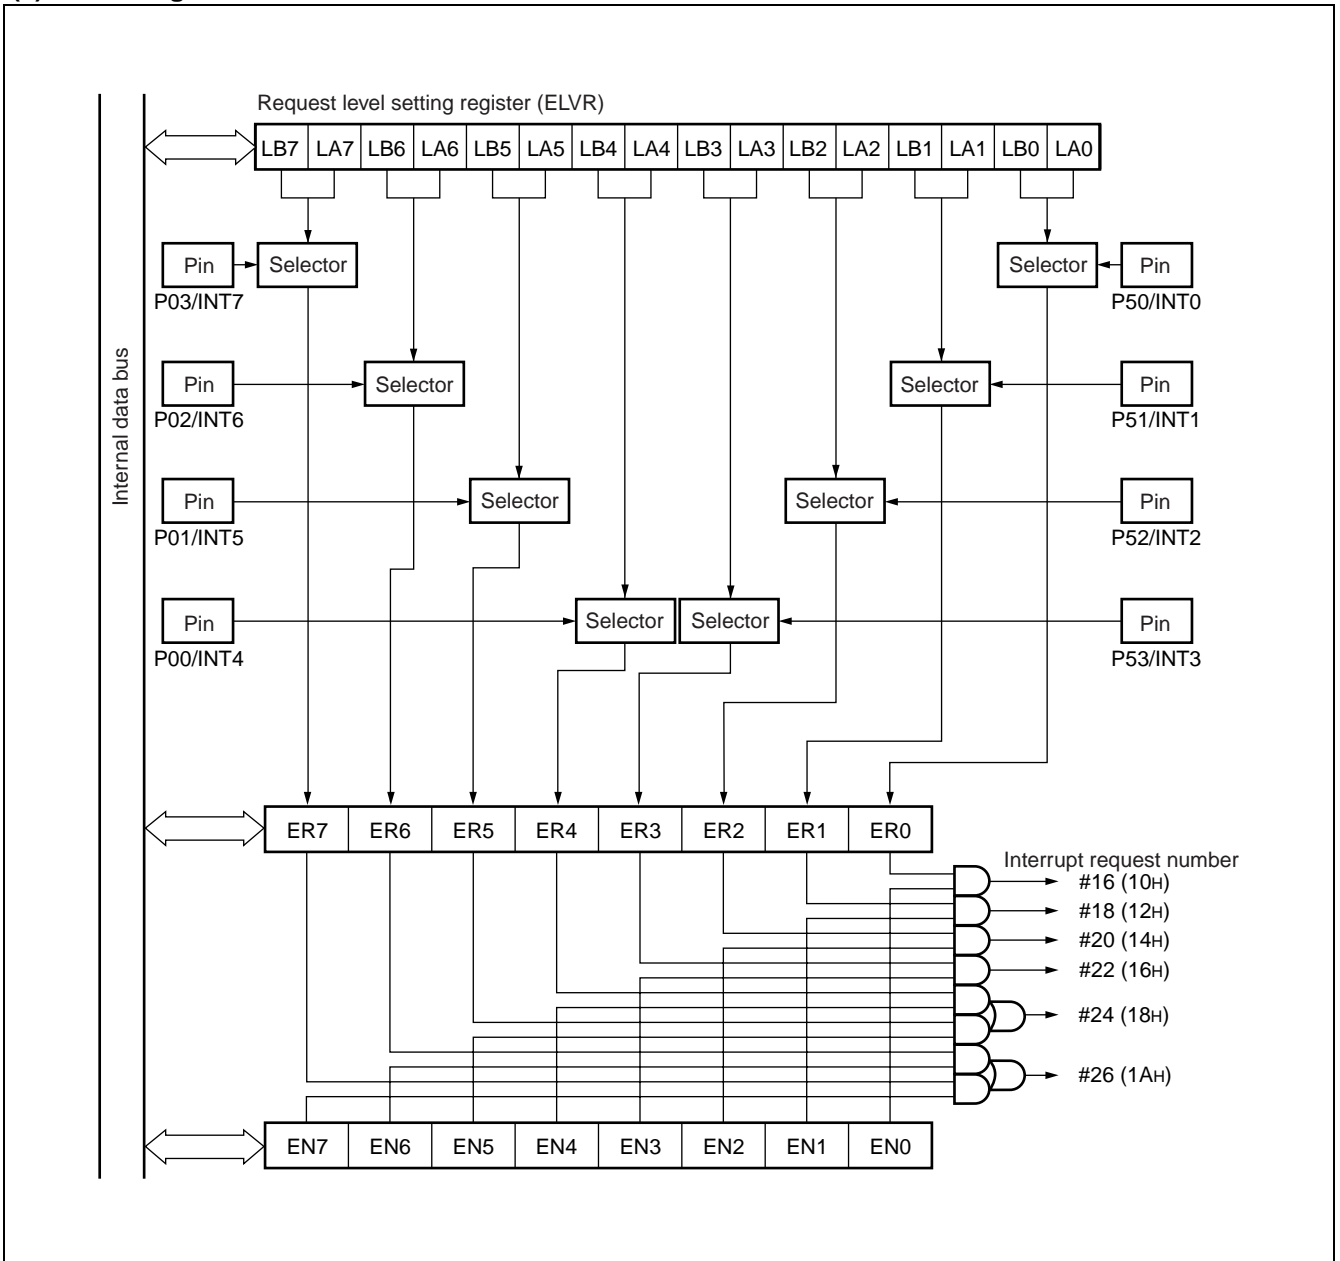 Request level setting register (ELVR)
LB7 LA7 LB6 LA6 LB5 LA5 LB4 LA4 LB3 LA3 LB2 LA2 LB1 LA1 LB0 LA0
Pin Selector Selector Pin
P03/INT7 P50/INT0
Internal data bus
Pin Selector Selector Pin
P02/INT6 P51/INT1
Pin Selector Selector Pin
P01/INT5 P52/INT2
Pin Selector Selector Pin
P00/INT4 P53/INT3
ER7 ER6 ER5 ER4 ER3 ER2 ER1 ER0
Interrupt request number
#16 (10H)
#18 (12H)
#20 (14H)
#22 (16H)
#24 (18H)
#26 (1AH)
EN7 EN6 EN5 EN4 EN3 EN2 EN1 EN0